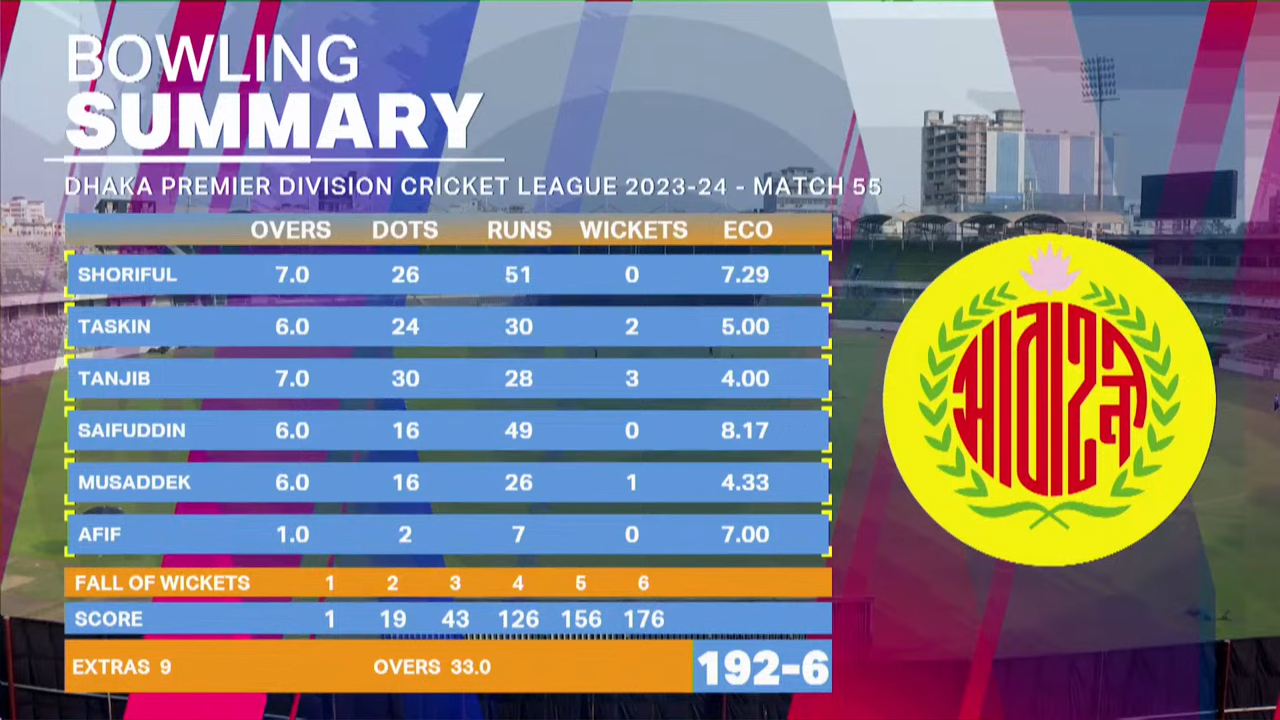 BOWLING
SUMMARY
DHAKA PREMIER DIVISION CRICKET LEAGUE 2023-24 - MATCH 55
OVERS DOTS RUNS WICKETS ECO
SHORIFUL 7.0 26 51 0 7.29
TASKIN 6.0 24 30 2 5.00
TANJIB 7.0 30 28 3 4.00
SAIFUDDIN 6.0 16 49 0 8.17
MUSADDEK 6.0 16 26 1 4.33
AFIF 1.0 2 7 0 7.00
FALL OF WICKETS 1 2 3 4 5 6
SCORE 1 19 43 126 156 176
EXTRAS 9 OVERS 33.0 192-6
আবাহনী